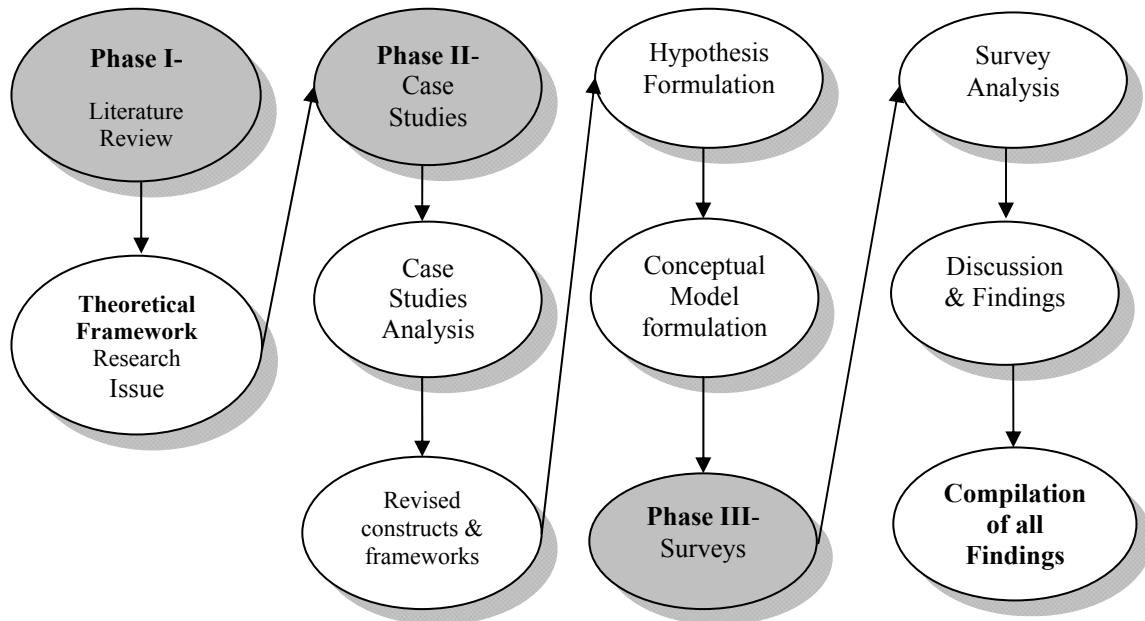 Phase I-
Literature
Review
Theoretical
Framework
Research
Issue
Phase II-
Case
Studies
Case
Studies
Analysis
Revised
constructs &
frameworks
Hypothesis
Formulation
Conceptual
Model
formulation
Phase III-
Surveys
Survey
Analysis
Discussion
& Findings
Compilation
of all
Findings